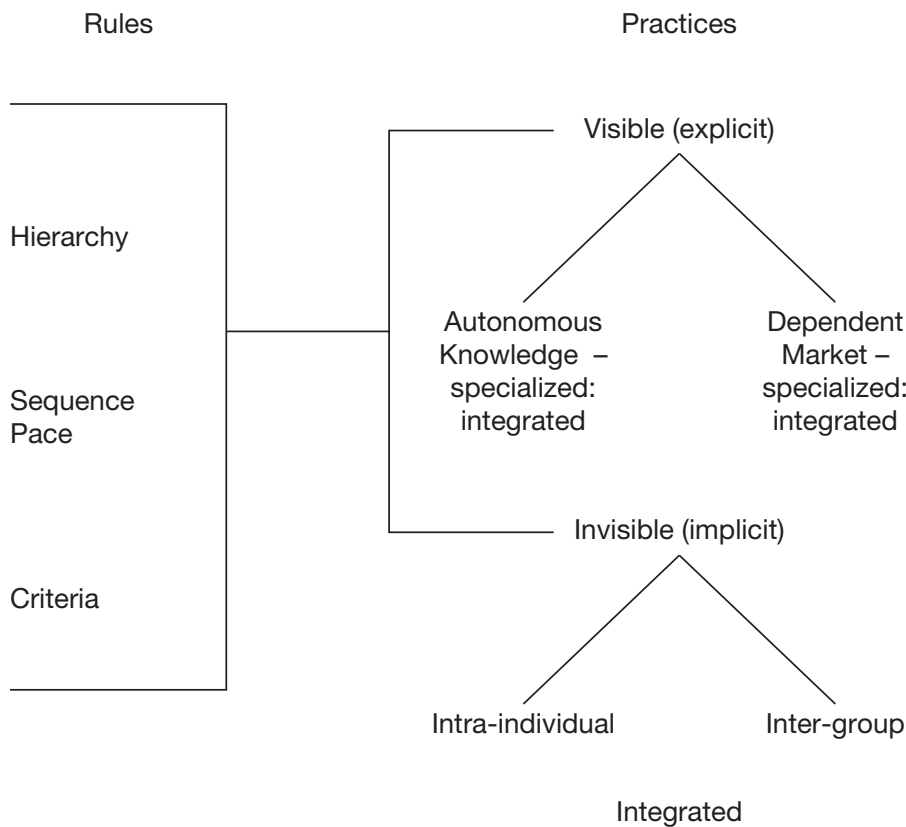 Rules
Practices
Visible (explicit)
Hierarchy
Autonomous
Knowledge –
specialized:
integrated
Dependent
Market –
specialized:
integrated
Sequence
Pace
Invisible (implicit)
Criteria
Intra-individual
Inter-group
Integrated